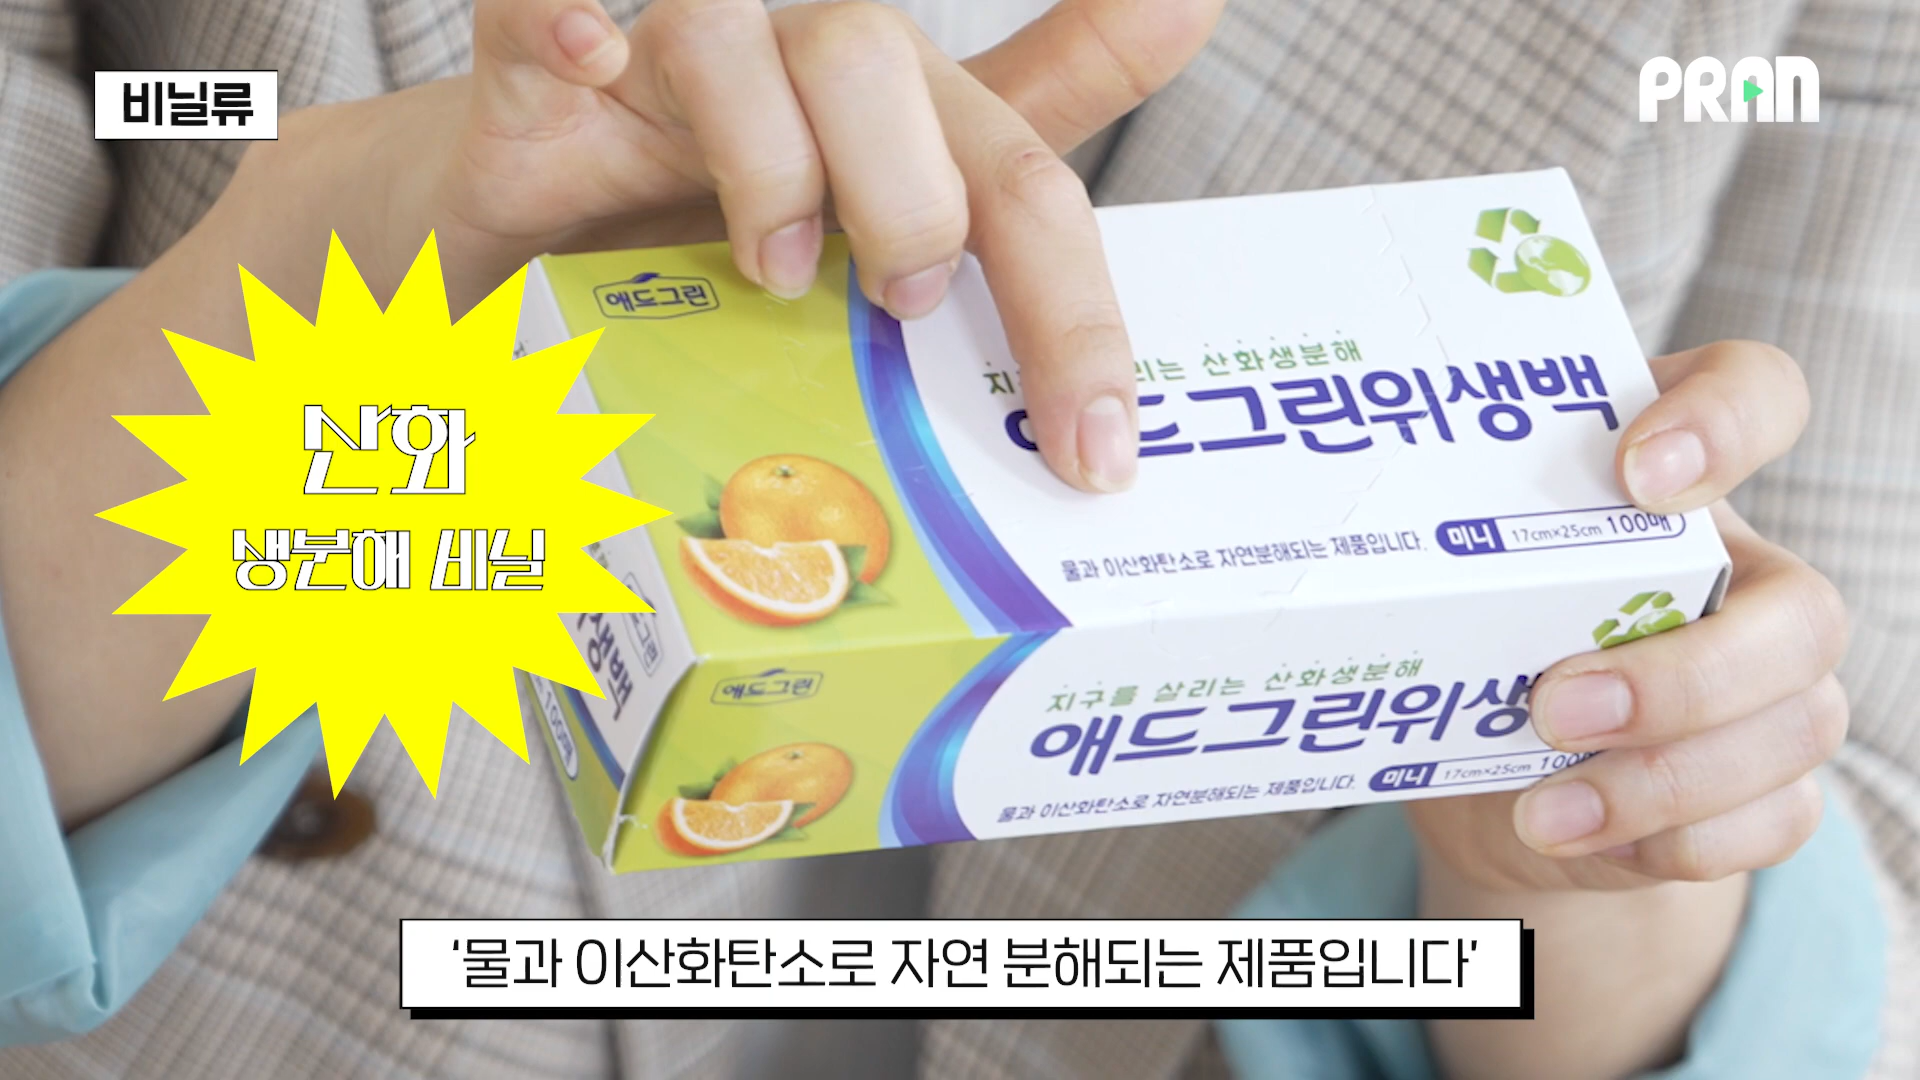 비닐류
PRAN
애드그린
리는 산화생분해
드그린위생백
물과 이산화탄소로 자연분해되는 제품입니다.
미니 17cm×25cm 100매
산화
생분해 비닐
애드그린
지구를 살리는 산화생분해
애드그린위생
물과 이산화탄소로 자연분해되는 제품입니다.
미니 17cm×25cm 100
‘물과 이산화탄소로 자연 분해되는 제품입니다’